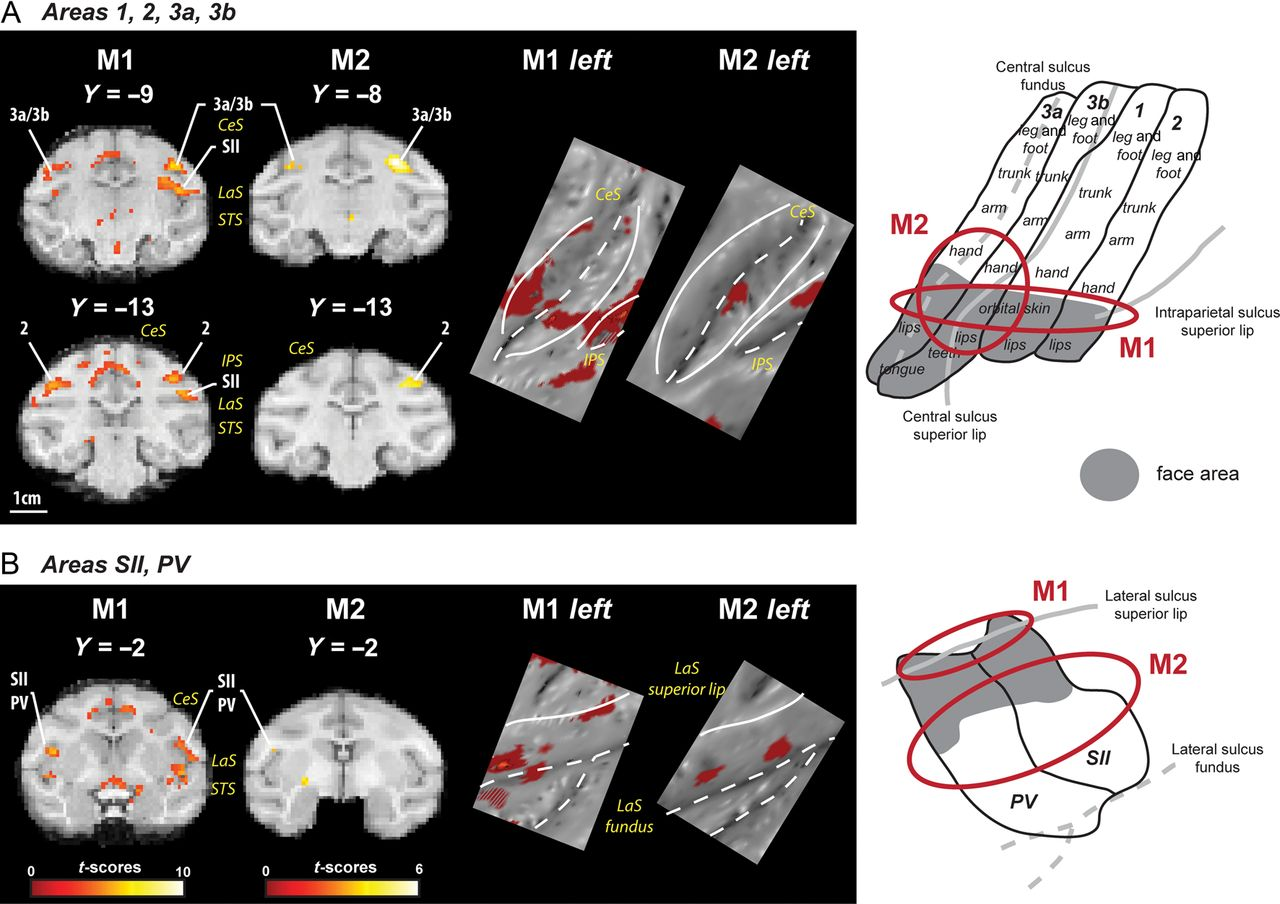 A Areas 1, 2, 3a, 3b
M1
M2
M1 left
M2 left
Y = –9
Y = –8
3a/3b
3a/3b
3a/3b
CeS
SII
LaS
STS
CeS
CeS
IPS
IPS
Y = –13
Y = –13
2
CeS
2
IPS
SII
LaS
STS
CeS
2
1cm
Central sulcus
fundus
3a
3b
1
2
leg and
foot
leg and
foot
leg and
foot
leg and
foot
trunk
trunk
trunk
trunk
arm
arm
arm
arm
M2
hand
hand
hand
hand
orbital skin
Intraparietal sulcus
superior lip
M1
lips
lips
lips
lips
teeth
tongue
Central sulcus
superior lip
face area
B Areas SII, PV
M1
M2
M1 left
M2 left
Y = –2
Y = –2
SII
PV
CeS
SII
PV
LaS
STS
LaS
superior lip
LaS
fundus
0
t-scores
10
0
t-scores
6
M1
Lateral sulcus
superior lip
M2
SII
PV
Lateral sulcus
fundus